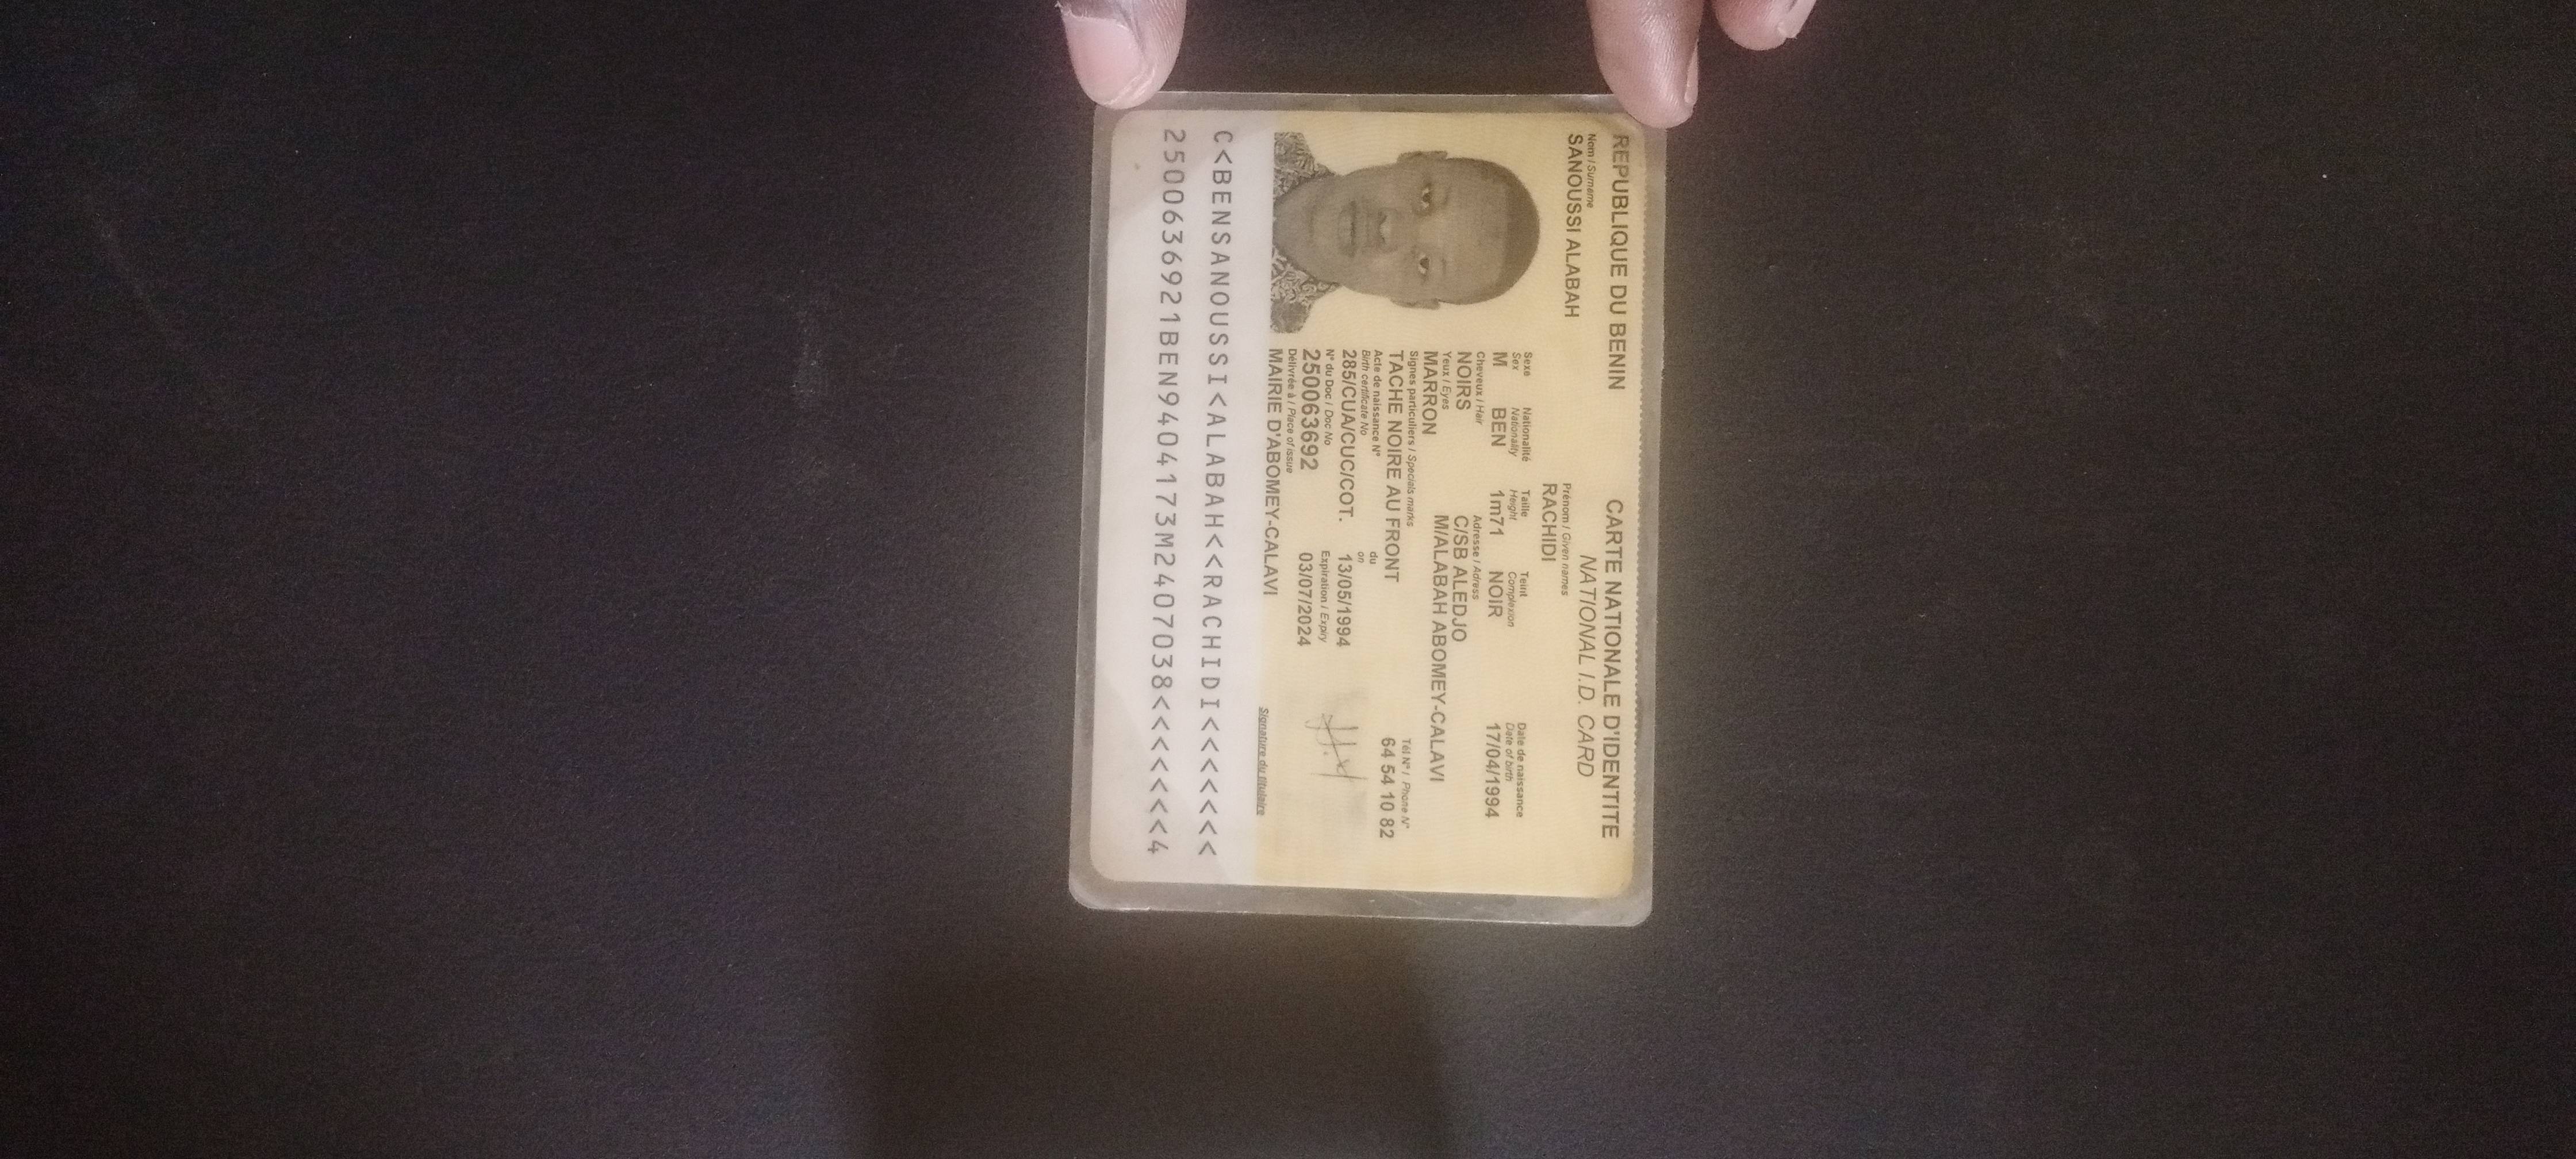 REPUBLIQUE DU BENIN
CARTE NATIONALE D'IDENTITE
NATIONAL I.D. CARD
Nom / Surname
SANOUSSI ALABAH
Prénom / Given names
RACHIDI
Sexe Nationalité Taille Teint Date de naissance
Sex Nationality Height Complexion Date of birth
M BEN 1m71 NOIR 17/04/1994
Cheveux / Hair Adresse / Adress
NOIRS C/SB ALEDJO
Yeux / Eyes M/ALABAH ABOMEY-CALAVI
MARRON
Signes particuliers / Specials marks Tél N° / Phone N°
TACHE NOIRE AU FRONT 64 54 10 82
Acte de naissance N° du
Birth certificate No on
285/CUA/CUC/COT. 13/05/1994
N° du Doc / Doc No Expiration / Expiry
250063692 03/07/2024
Délivrée à / Place of issue
MAIRIE D'ABOMEY-CALAVI
Signature du titulaire
C<BENSANOUSSI<ALABAH<<RACHIDI<<<<<<<
2500636921BEN9404173M2407038<<<<<<<4